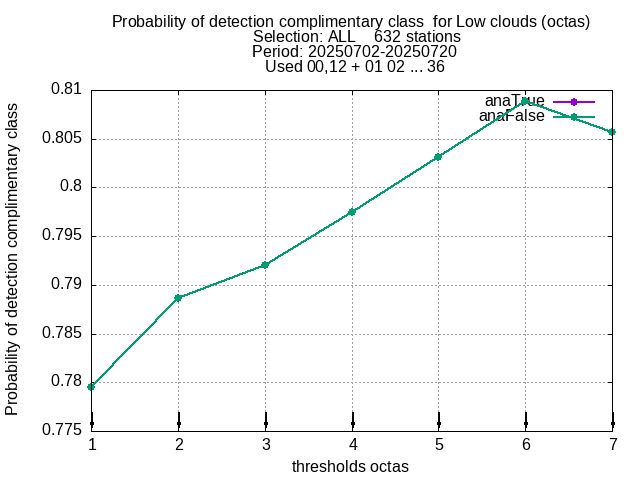 Probability of detection complimentary class  for Low clouds (octas)
Selection: ALL    632 stations
Period: 20250702-20250720
Used 00,12 + 01 02 ... 36
Probability of detection complimentary class
0.81
0.805
0.8
0.795
0.79
0.785
0.78
0.775
anaTrue
anaFalse
1 2 3 4 5 6 7
thresholds octas